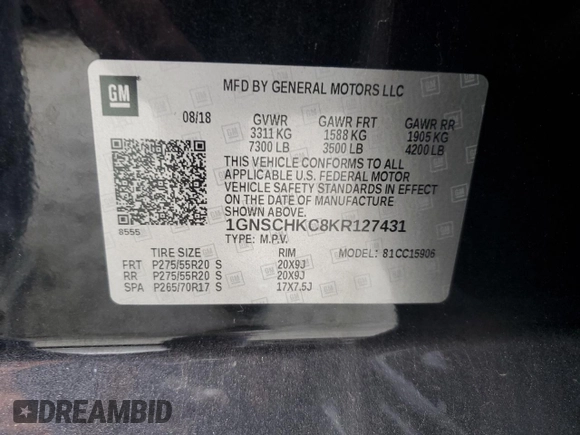 GM
MFD BY GENERAL MOTORS LLC
08/18 GVWR GAWR FRT GAWR RR
3311 KG 1588 KG 1905 KG
7300 LB 3500 LB 4200 LB
THIS VEHICLE CONFORMS TO ALL
APPLICABLE U.S. FEDERAL MOTOR
VEHICLE SAFETY STANDARDS IN EFFECT
ON THE DATE OF MANUFACTURE
SHOWN ABOVE.
8555
1GNSCHKC8KR127431
TYPE: M.P.V. 81CC15906
TIRE SIZE RIM
FRT P275/55R20 S 20X9J
RR P275/55R20 S 20X9J
SPA P265/70R17 S 17X7.5J
DREAMBID